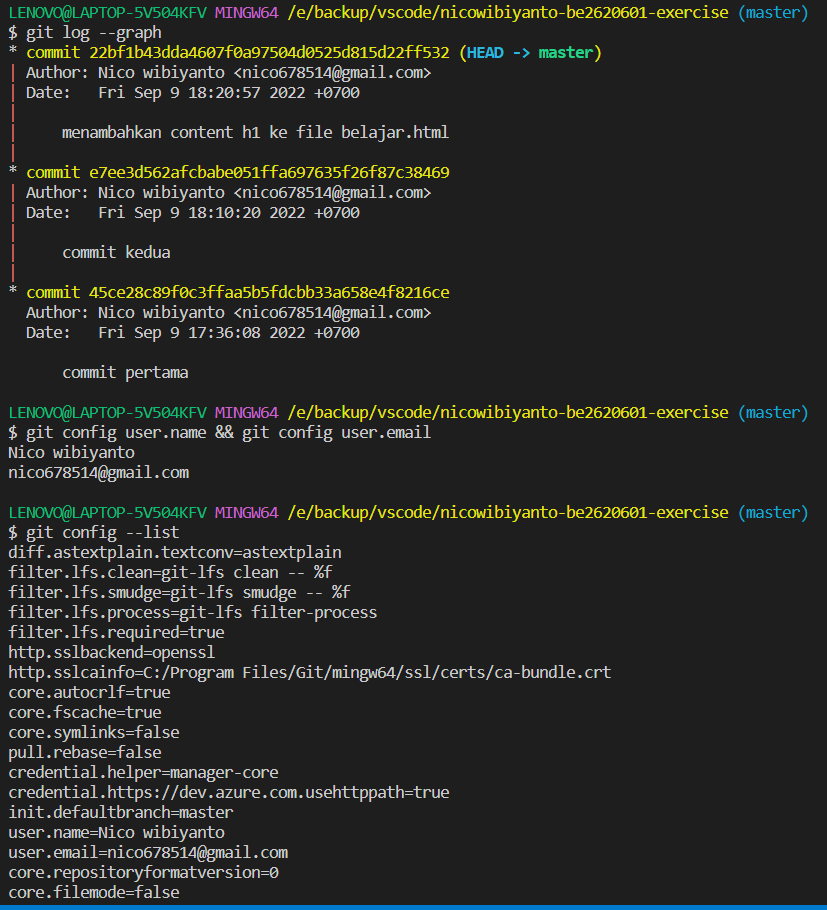 LENOVO@LAPTOP-5V504KFV MINGW64 /e/backup/vscode/nicowibiyanto-be2620601-exercise (master)
$ git log --graph
* commit 22bf1b43dda4607f0a97504d0525d815d22ff532 (HEAD -> master)
| Author: Nico wibiyanto <nico678514@gmail.com>
| Date:   Fri Sep 9 18:20:57 2022 +0700
|
|     menambahkan content h1 ke file belajar.html
|
* commit e7ee3d562afcbabe051ffa697635f26f87c38469
| Author: Nico wibiyanto <nico678514@gmail.com>
| Date:   Fri Sep 9 18:10:20 2022 +0700
|
|     commit kedua
|
* commit 45ce28c89f0c3ffaa5b5fdcbb33a658e4f8216ce
  Author: Nico wibiyanto <nico678514@gmail.com>
  Date:   Fri Sep 9 17:36:08 2022 +0700

      commit pertama

LENOVO@LAPTOP-5V504KFV MINGW64 /e/backup/vscode/nicowibiyanto-be2620601-exercise (master)
$ git config user.name && git config user.email
Nico wibiyanto
nico678514@gmail.com

LENOVO@LAPTOP-5V504KFV MINGW64 /e/backup/vscode/nicowibiyanto-be2620601-exercise (master)
$ git config --list
diff.astextplain.textconv=astextplain
filter.lfs.clean=git-lfs clean -- %f
filter.lfs.smudge=git-lfs smudge -- %f
filter.lfs.process=git-lfs filter-process
filter.lfs.required=true
http.sslbackend=openssl
http.sslcainfo=C:/Program Files/Git/mingw64/ssl/certs/ca-bundle.crt
core.autocrlf=true
core.fscache=true
core.symlinks=false
pull.rebase=false
credential.helper=manager-core
credential.https://dev.azure.com.usehttppath=true
init.defaultbranch=master
user.name=Nico wibiyanto
user.email=nico678514@gmail.com
core.repositoryformatversion=0
core.filemode=false